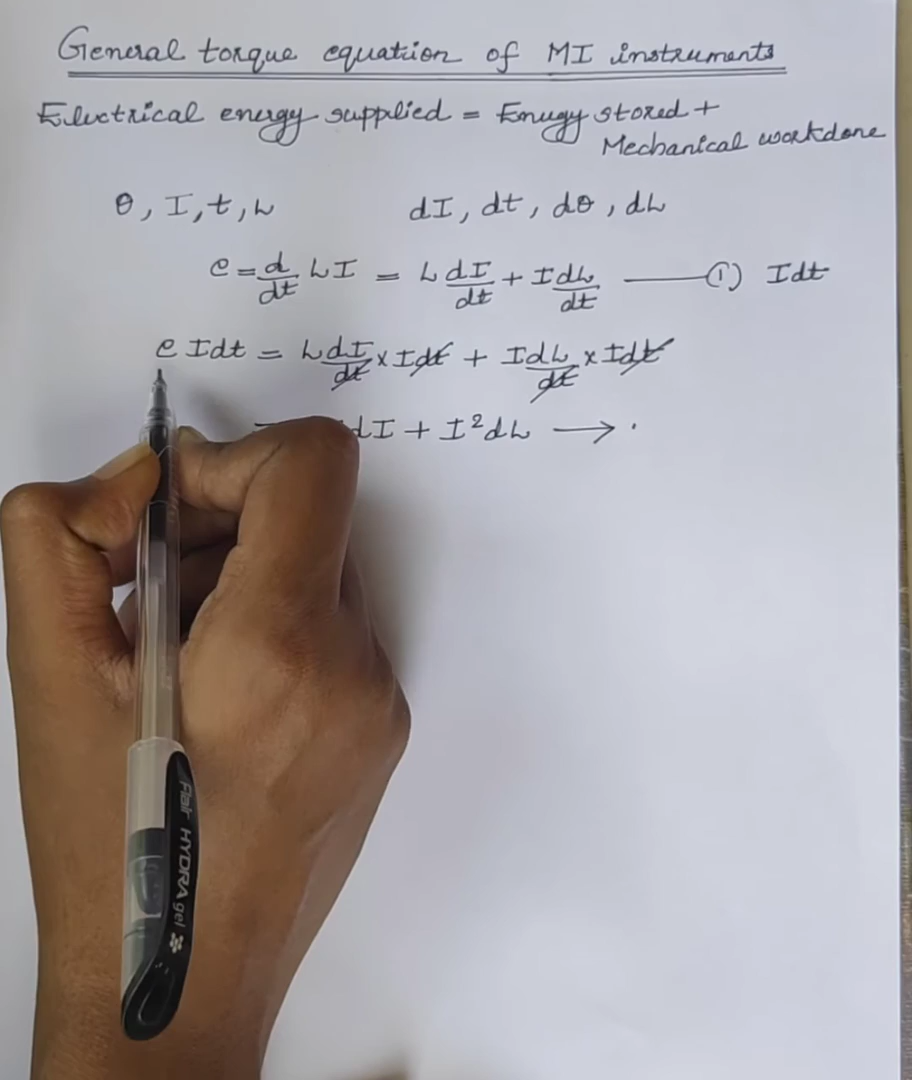 General torque equation of MI instruments
Electrical energy supplied = Energy stored +
Mechanical workdone
θ, I, t, L    dI, dt, dθ, dL
e = d/dt LI = L dI/dt + I dL/dt —— ① Idt
e Idt = L dI/dt × Idt + I dL/dt × Idt
dI + I²dL →
Flair HYDRA gel